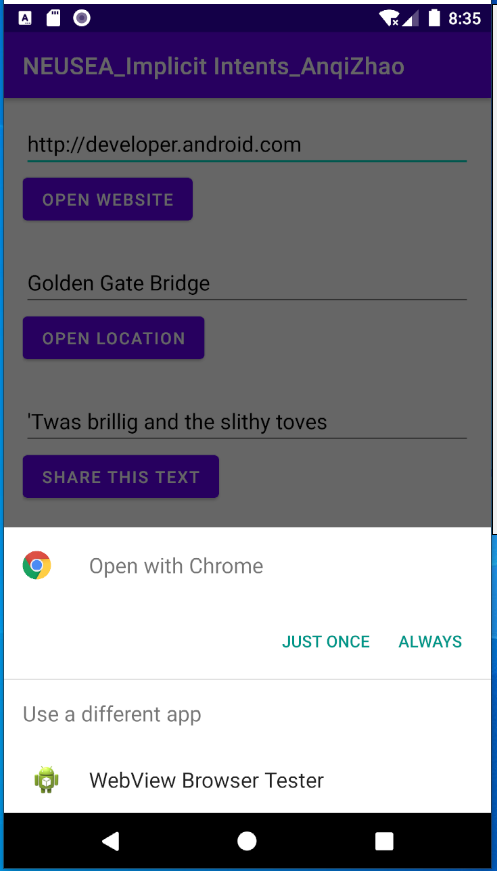 8:35
NEUSEA_Implicit Intents_AnqiZhao
http://developer.android.com
OPEN WEBSITE
Golden Gate Bridge
OPEN LOCATION
'Twas brillig and the slithy toves
SHARE THIS TEXT
Open with Chrome
JUST ONCE ALWAYS
Use a different app
WebView Browser Tester